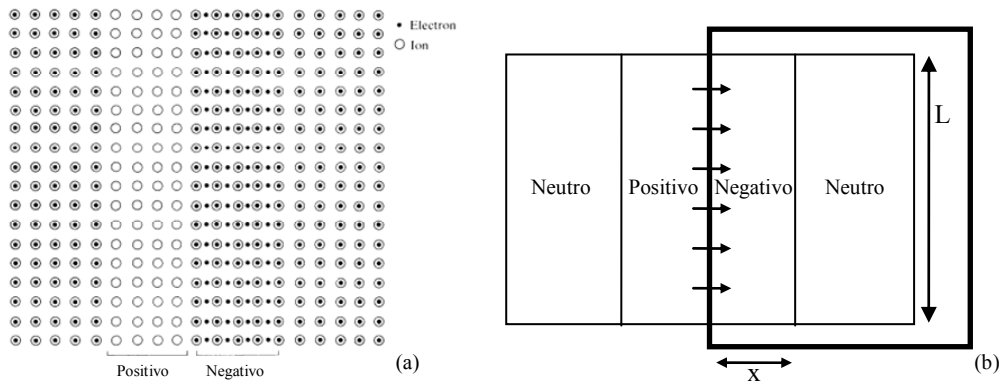 Electron
Ion
Positivo
Negativo
(a)
Neutro
Positivo
Negativo
Neutro
L
x
(b)